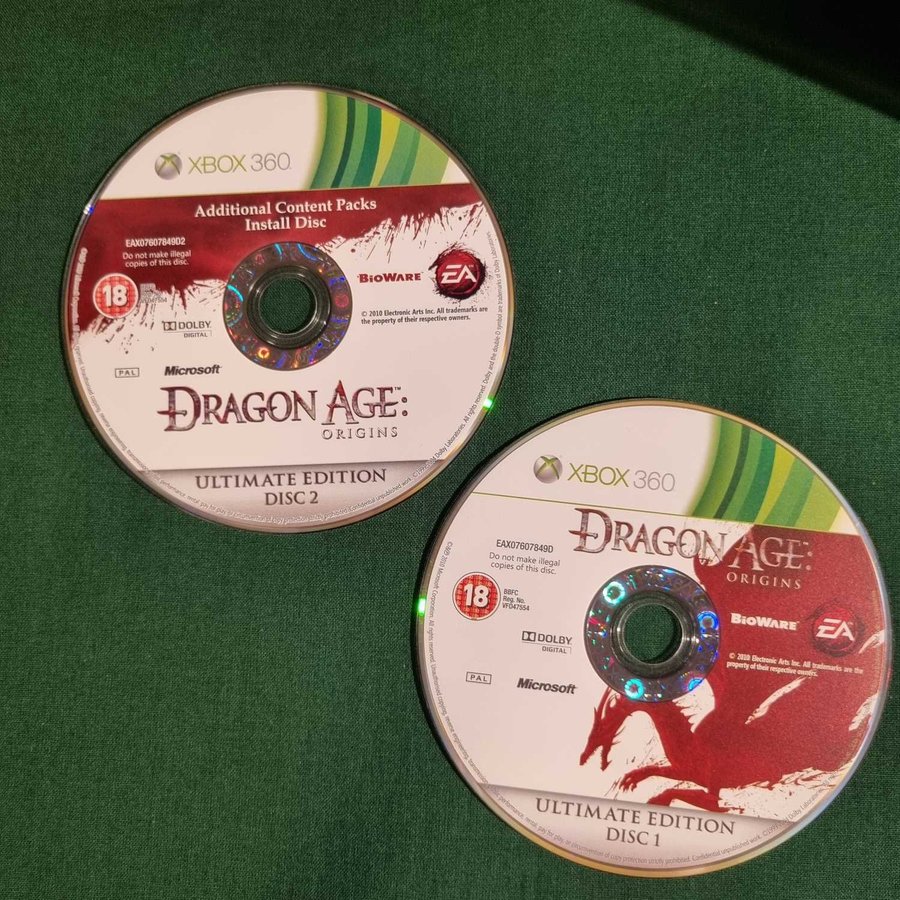 XBOX 360
Additional Content Packs
Install Disc
EAX07607849D2
Do not make illegal
copies of this disc.
18
BIOWARE
EA
© 2010 Electronic Arts Inc. All trademarks are
the property of their respective owners.
DOLBY
DIGITAL
PAL
Microsoft
DRAGON AGE:™
ORIGINS
ULTIMATE EDITION
DISC 2
XBOX 360
DRAGON AGE:
ORIGINS
EAX07607849D
Do not make illegal
copies of this disc.
18
BBFC
Reg. No.
VFD47554
BIOWARE
EA
© 2010 Electronic Arts Inc. All trademarks are the
property of their respective owners.
DOLBY
DIGITAL
PAL
Microsoft
ULTIMATE EDITION
DISC 1